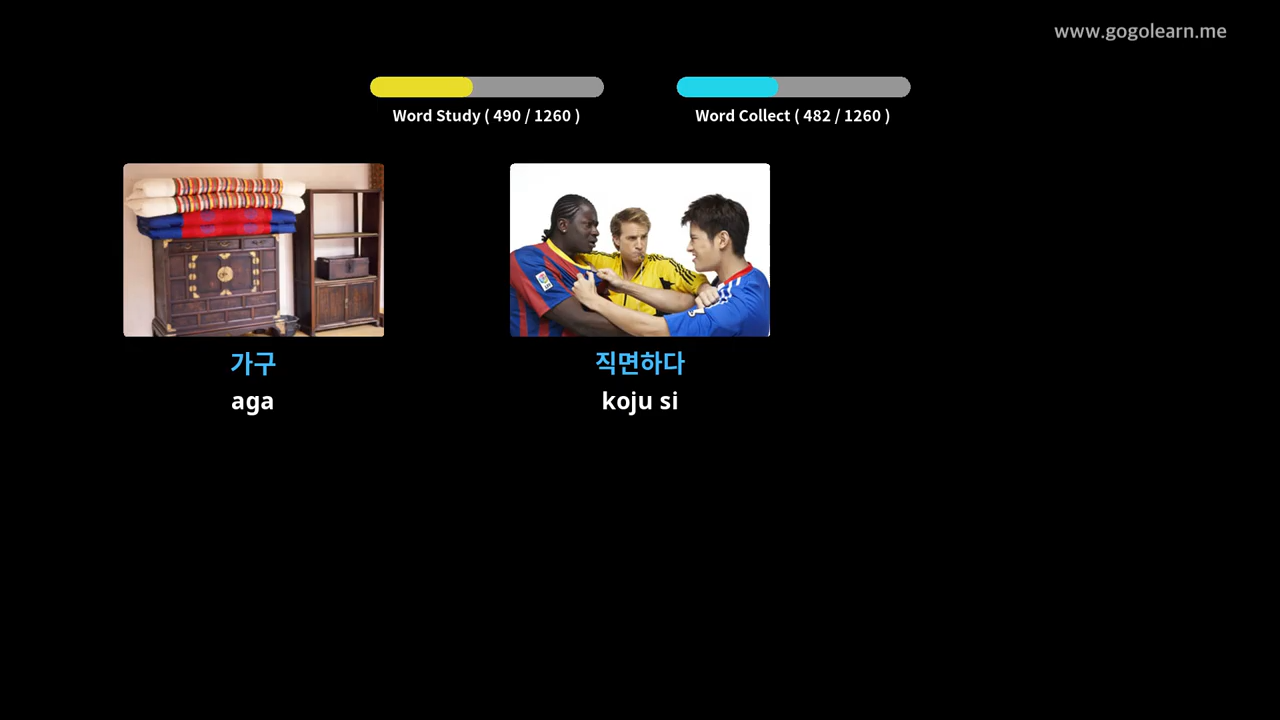 www.gogolearn.me
Word Study ( 490 / 1260 )
Word Collect ( 482 / 1260 )
가구
aga
직면하다
koju si